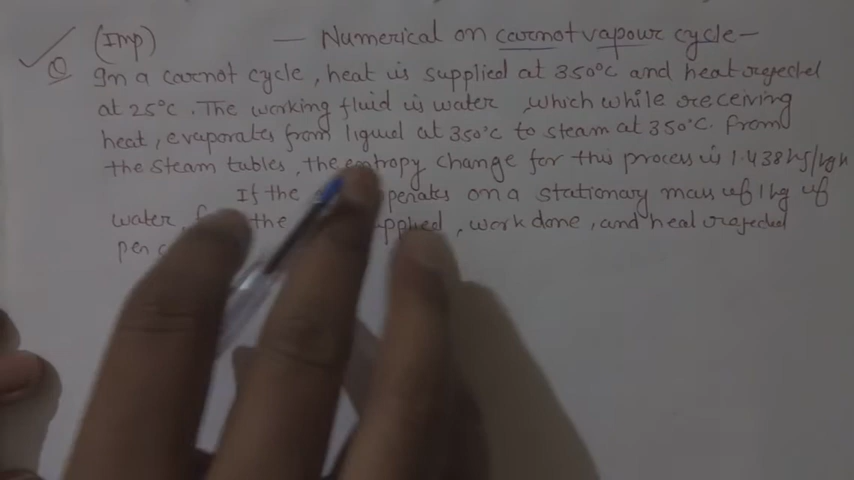 (Imp) — Numerical on carnot vapour cycle —
Q In a carnot cycle, heat is supplied at 350°c and heat rejected
at 25°c. The working fluid is water, which while receiving
heat, evaporates from liquid at 350°c to steam at 350°C. From
the steam tables, the entropy change for this process is 1.438 kJ/kgK
If the operates on a stationary mass of 1 kg of
water, the work done, and heat rejected
per